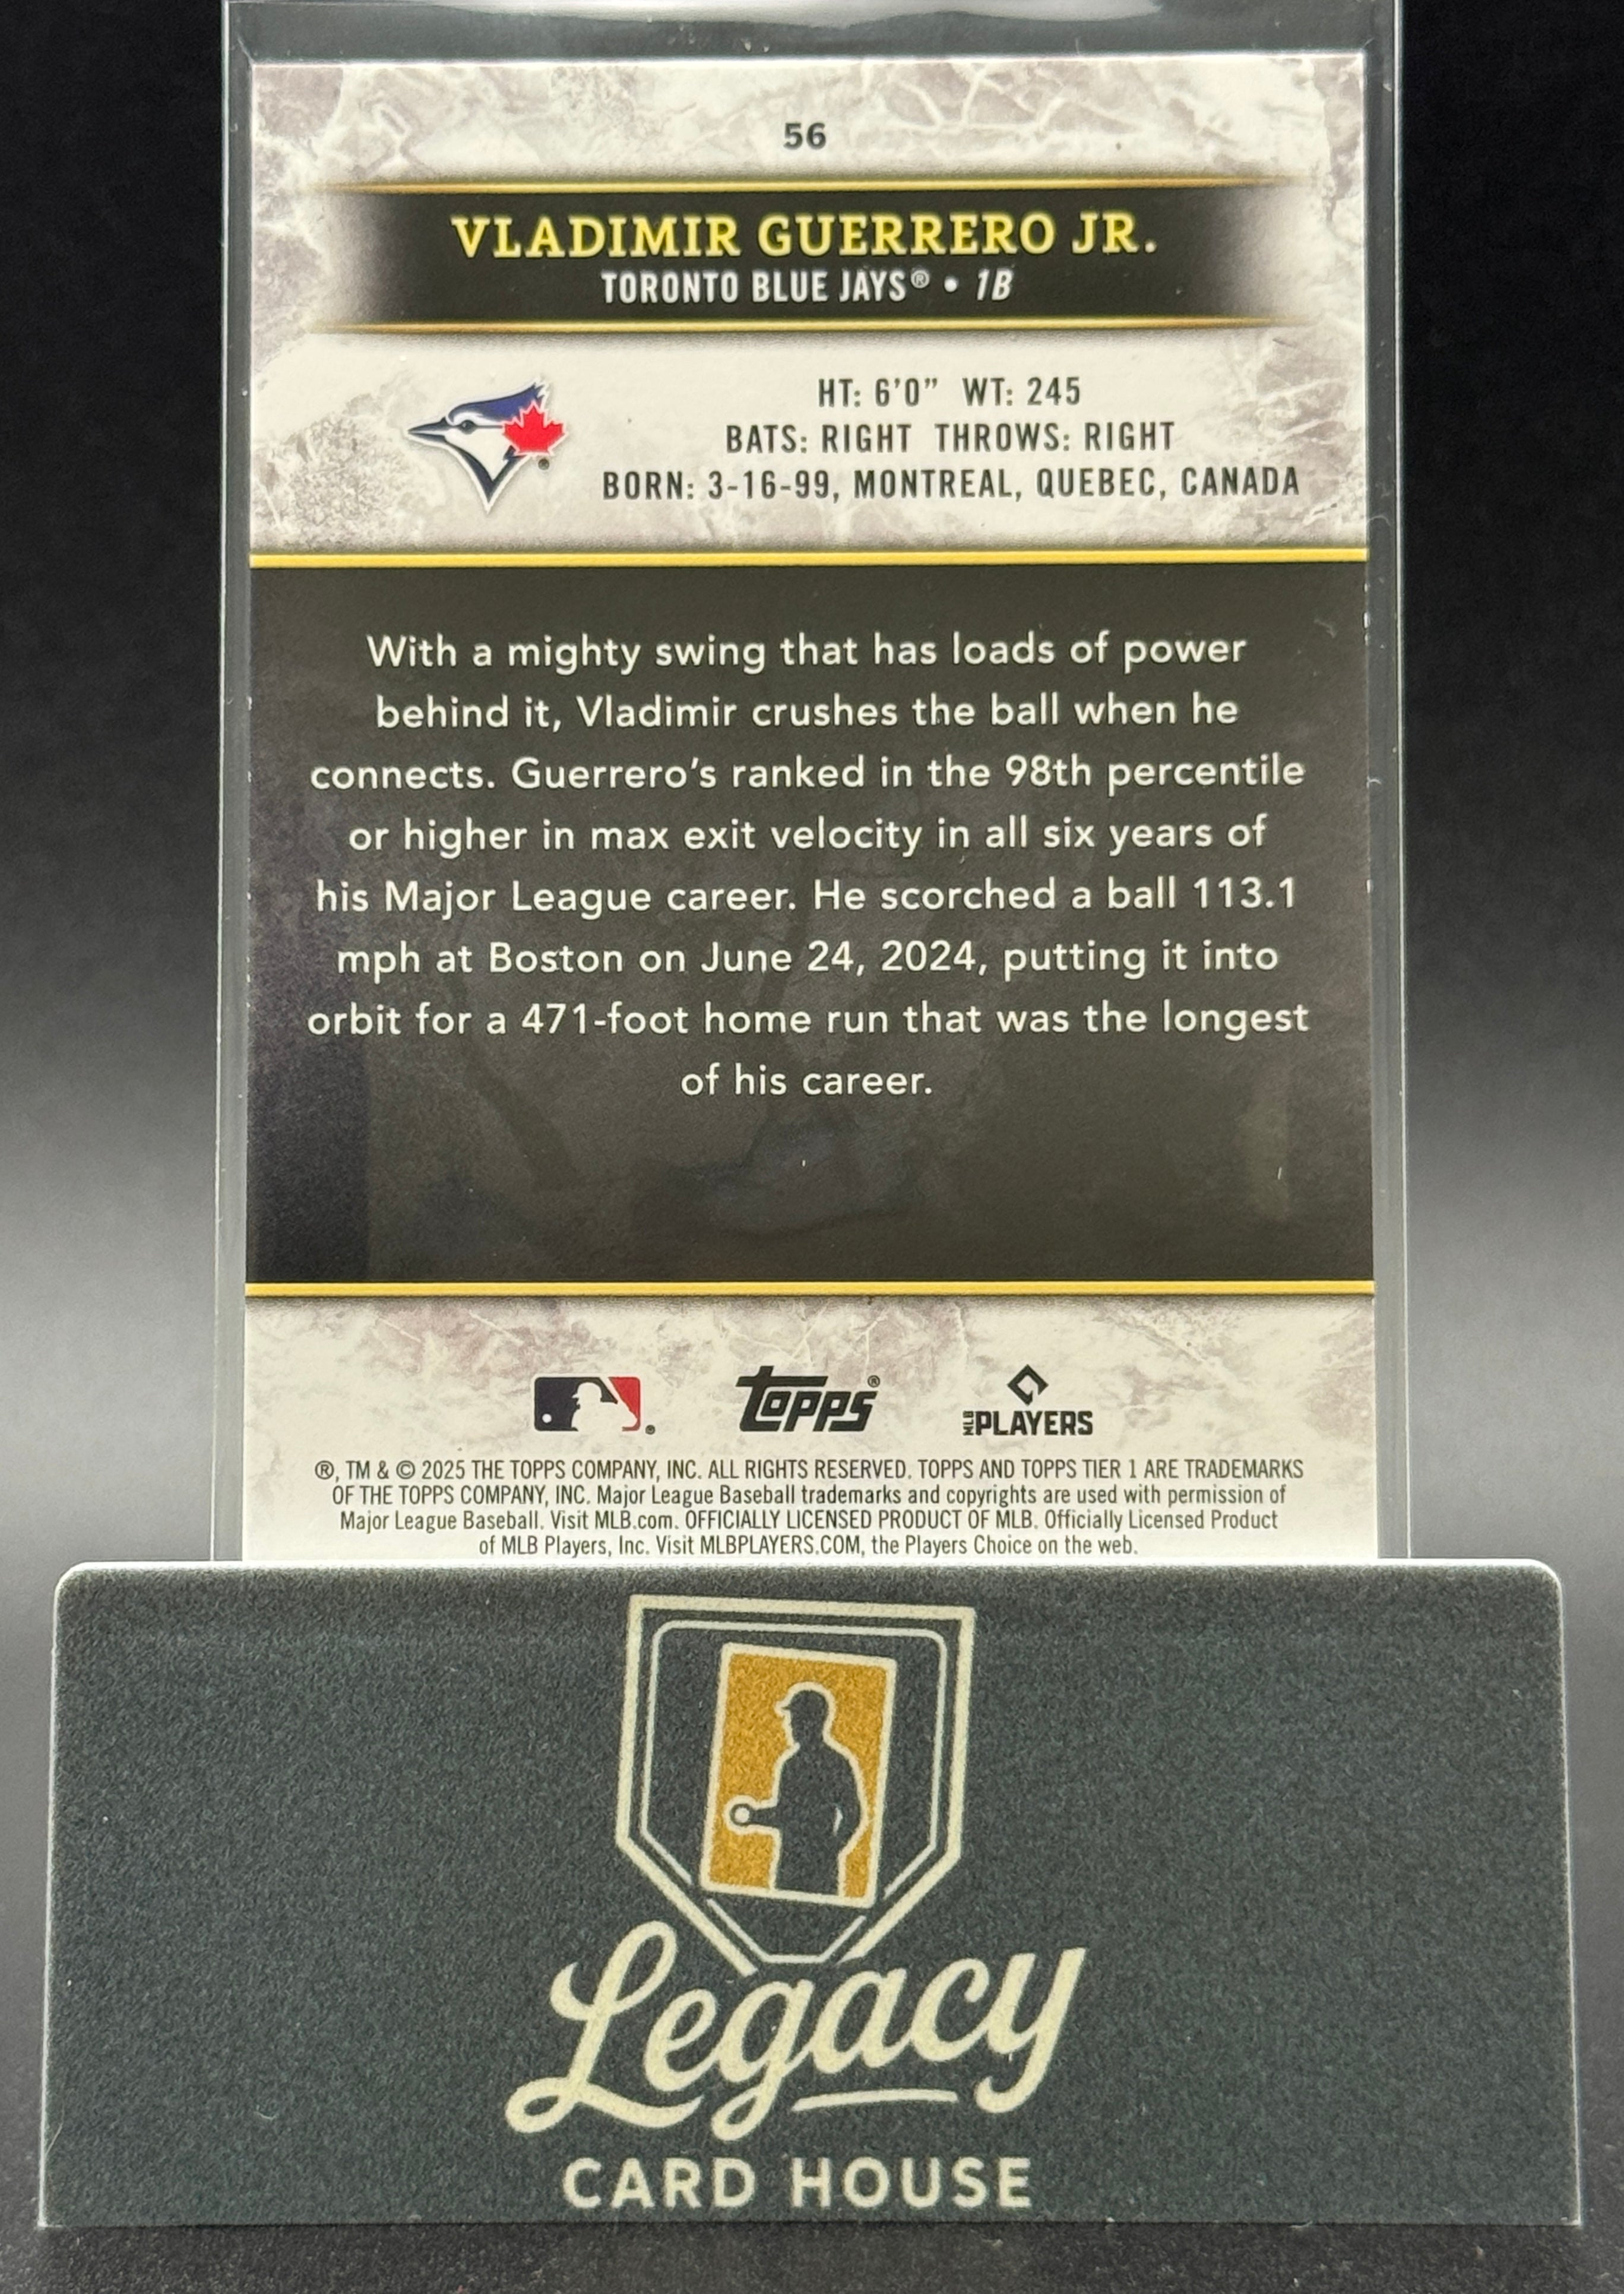 56
VLADIMIR GUERRERO JR.
TORONTO BLUE JAYS® • 1B
HT: 6'0" WT: 245
BATS: RIGHT THROWS: RIGHT
BORN: 3-16-99, MONTREAL, QUEBEC, CANADA
With a mighty swing that has loads of power
behind it, Vladimir crushes the ball when he
connects. Guerrero's ranked in the 98th percentile
or higher in max exit velocity in all six years of
his Major League career. He scorched a ball 113.1
mph at Boston on June 24, 2024, putting it into
orbit for a 471-foot home run that was the longest
of his career.
® topps® MLB PLAYERS
®, TM & © 2025 THE TOPPS COMPANY, INC. ALL RIGHTS RESERVED. TOPPS AND TOPPS TIER 1 ARE TRADEMARKS
OF THE TOPPS COMPANY, INC. Major League Baseball trademarks and copyrights are used with permission of
Major League Baseball. Visit MLB.com. OFFICIALLY LICENSED PRODUCT OF MLB. Officially Licensed Product
of MLB Players, Inc. Visit MLBPLAYERS.COM, the Players Choice on the web.
Legacy
CARD HOUSE